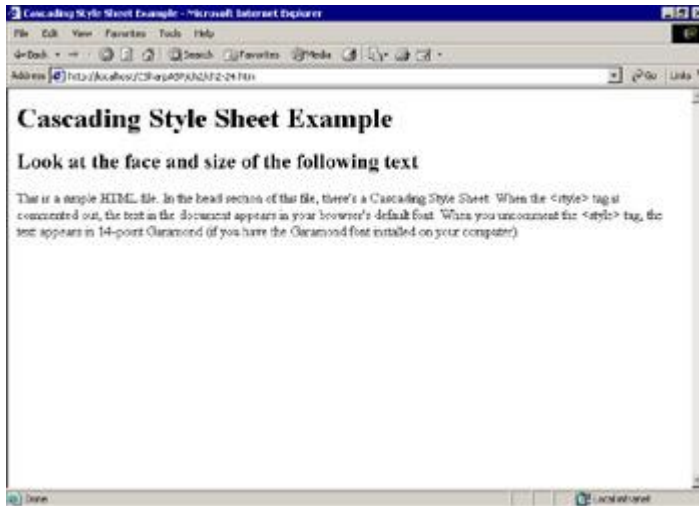 Cascading Style Sheet Example - Microsoft Internet Explorer
File Edit View Favorites Tools Help
Back Search Favorites Media
Address Go Links
Cascading Style Sheet Example
Look at the face and size of the following text
This is a simple HTML file. In the head section of this file, there's a Cascading Style Sheet. When the <style> tag is
commented out, the text in the document appears in your browser's default font. When you uncomment the <style> tag, the
text appears in 14-point Garamond (if you have the Garamond font installed on your computer)
Done Local intranet